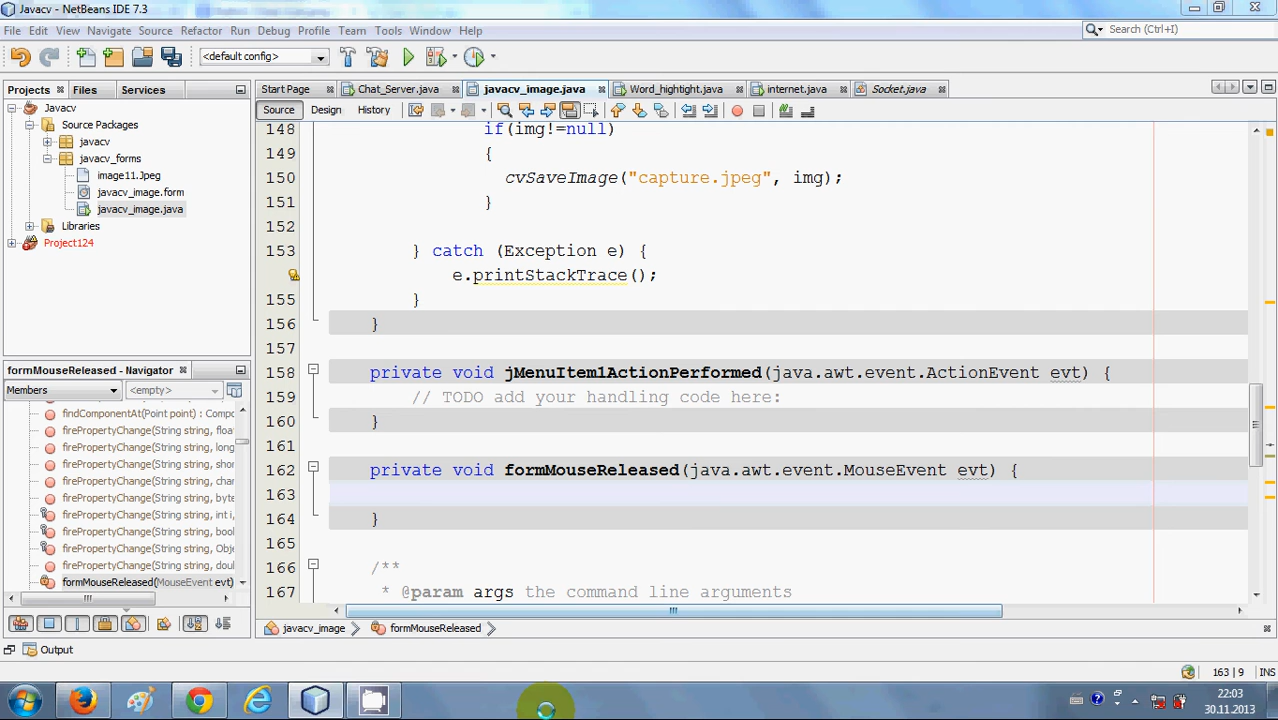 Javacv - NetBeans IDE 7.3
File Edit View Navigate Source Refactor Run Debug Profile Team Tools Window Help
Search (Ctrl+I)
<default config>
Projects Files Services
Start Page Chat_Server.java javacv_image.java Word_hightight.java internet.java Socket.java
Source Design History
Javacv
Source Packages
javacv
javacv_forms
image11.Jpeg
javacv_image.form
javacv_image.java
Libraries
Project124
148 if(img!=null)
149 {
150 cvSaveImage("capture.jpeg", img);
151 }
152
153 } catch (Exception e) {
e.printStackTrace();
155 }
156 }
157
158 private void jMenuItem1ActionPerformed(java.awt.event.ActionEvent evt) {
159 // TODO add your handling code here:
160 }
161
162 private void formMouseReleased(java.awt.event.MouseEvent evt) {
163
164 }
165
166 /**
167 * @param args the command line arguments
formMouseReleased - Navigator
Members <empty>
findComponentAt(Point point) : Compo
firePropertyChange(String string, float
firePropertyChange(String string, long
firePropertyChange(String string, shor
firePropertyChange(String string, char
firePropertyChange(String string, byte
firePropertyChange(String string, int i,
firePropertyChange(String string, bool
firePropertyChange(String string, Obje
firePropertyChange(String string, doul
formMouseReleased(MouseEvent evt)
javacv_image formMouseReleased
Output
163 | 9 INS
22:03
30.11.2013